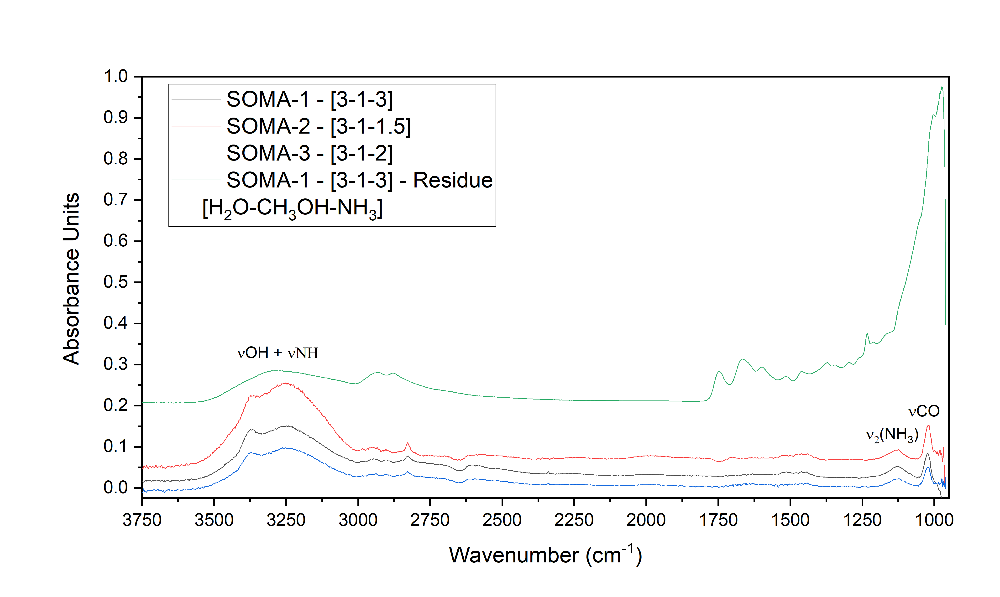 1.0
0.9
0.8
0.7
0.6
0.5
0.4
0.3
0.2
0.1
0.0
Absorbance Units
SOMA-1 - [3-1-3]
SOMA-2 - [3-1-1.5]
SOMA-3 - [3-1-2]
SOMA-1 - [3-1-3] - Residue
[H₂O-CH₃OH-NH₃]
νOH + νNH
νCO
ν₂(NH₃)
3750 3500 3250 3000 2750 2500 2250 2000 1750 1500 1250 1000
Wavenumber (cm⁻¹)